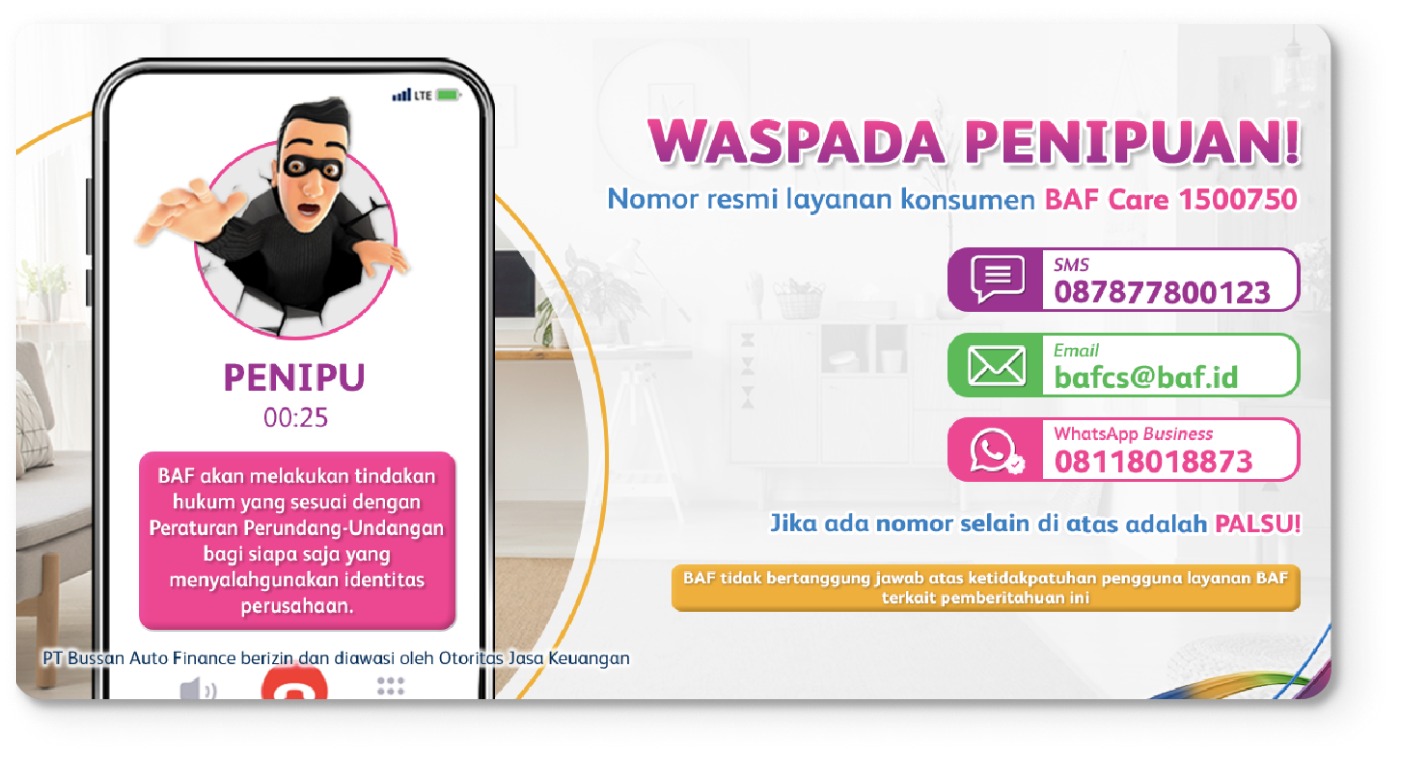 LTE
PENIPU
00:25
BAF akan melakukan tindakan
hukum yang sesuai dengan
Peraturan Perundang-Undangan
bagi siapa saja yang
menyalahgunakan identitas
perusahaan.
PT Bussan Auto Finance berizin dan diawasi oleh Otoritas Jasa Keuangan
WASPADA PENIPUAN!
Nomor resmi layanan konsumen BAF Care 1500750
SMS
087877800123
Email
bafcs@baf.id
WhatsApp Business
08118018873
Jika ada nomor selain di atas adalah PALSU!
BAF tidak bertanggung jawab atas ketidakpatuhan pengguna layanan BAF
terkait pemberitahuan ini